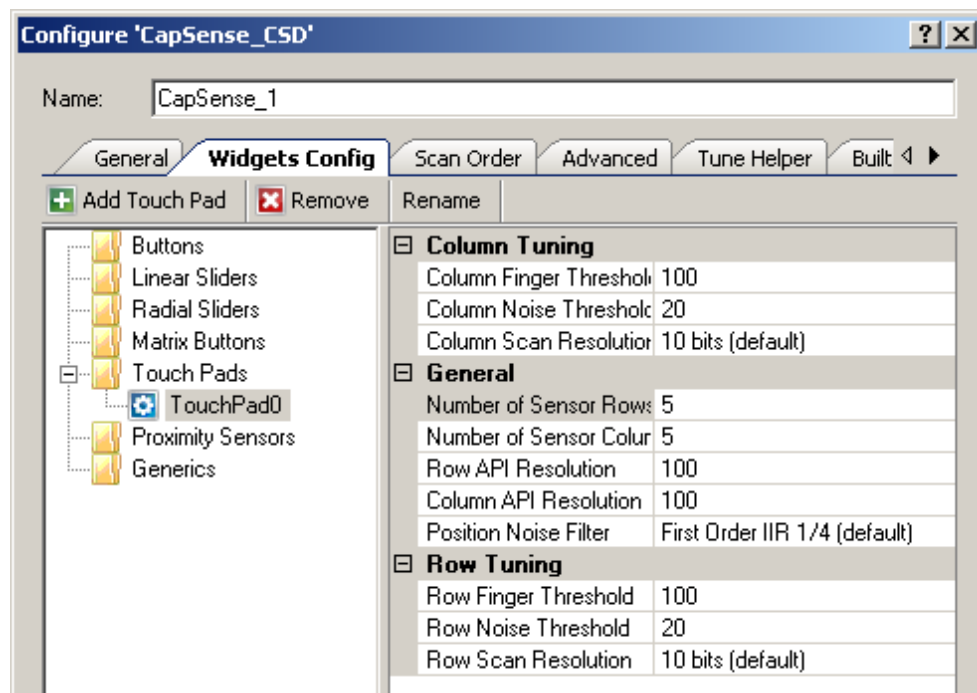 Configure 'CapSense_CSD'
Name: CapSense_1
General Widgets Config Scan Order Advanced Tune Helper Built
Add Touch Pad Remove Rename
Buttons
Linear Sliders
Radial Sliders
Matrix Buttons
Touch Pads
TouchPad0
Proximity Sensors
Generics
Column Tuning
Column Finger Threshol 100
Column Noise Threshold 20
Column Scan Resolution 10 bits (default)
General
Number of Sensor Rows 5
Number of Sensor Colur 5
Row API Resolution 100
Column API Resolution 100
Position Noise Filter First Order IIR 1/4 (default)
Row Tuning
Row Finger Threshold 100
Row Noise Threshold 20
Row Scan Resolution 10 bits (default)